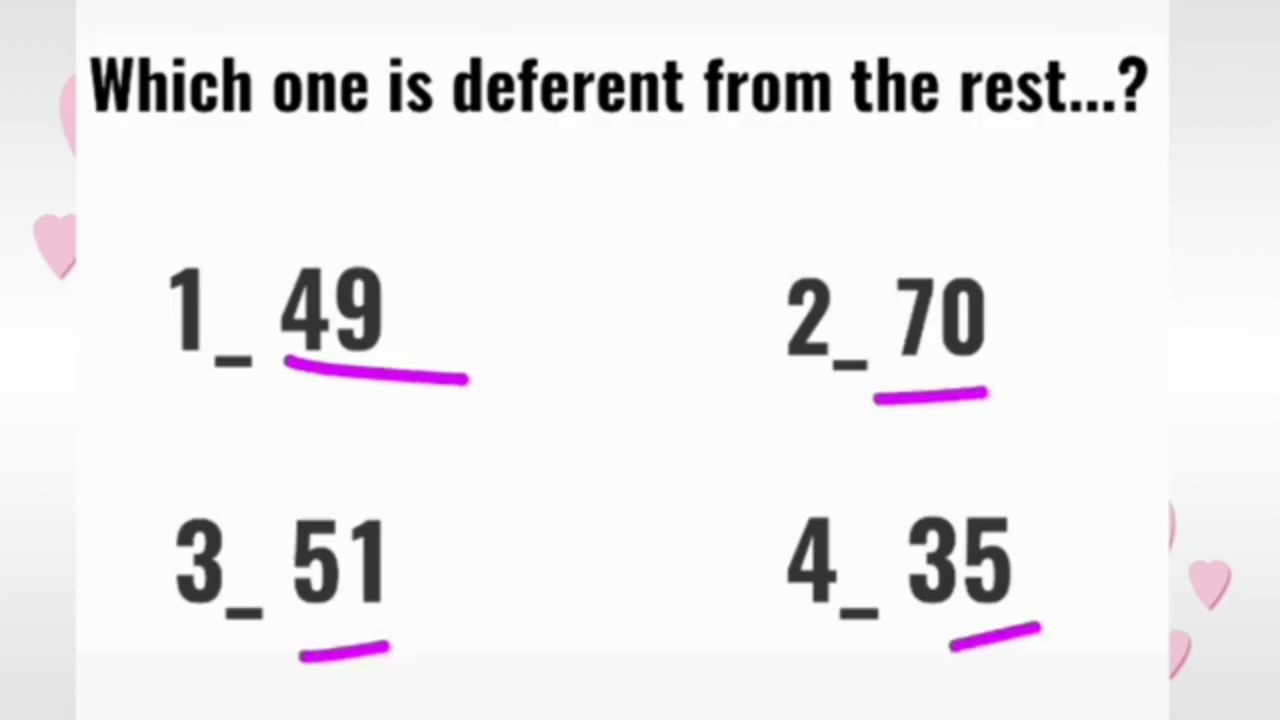 Which one is deferent from the rest...?
1_ 49
2_ 70
3_ 51
4_ 35